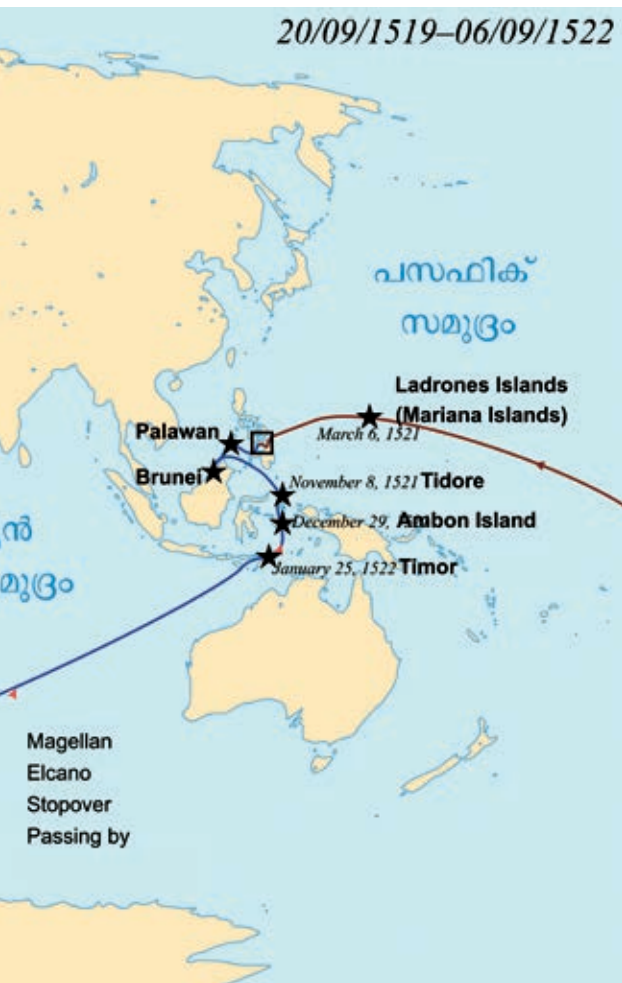 20/09/1519–06/09/1522
പസഫിക്
സമുദ്രം
Ladrones Islands
(Mariana Islands)
March 6, 1521
Palawan
Brunei
November 8, 1521 Tidore
December 29, Ambon Island
January 25, 1522 Timor
ൻ
മുദ്രം
Magellan
Elcano
Stopover
Passing by